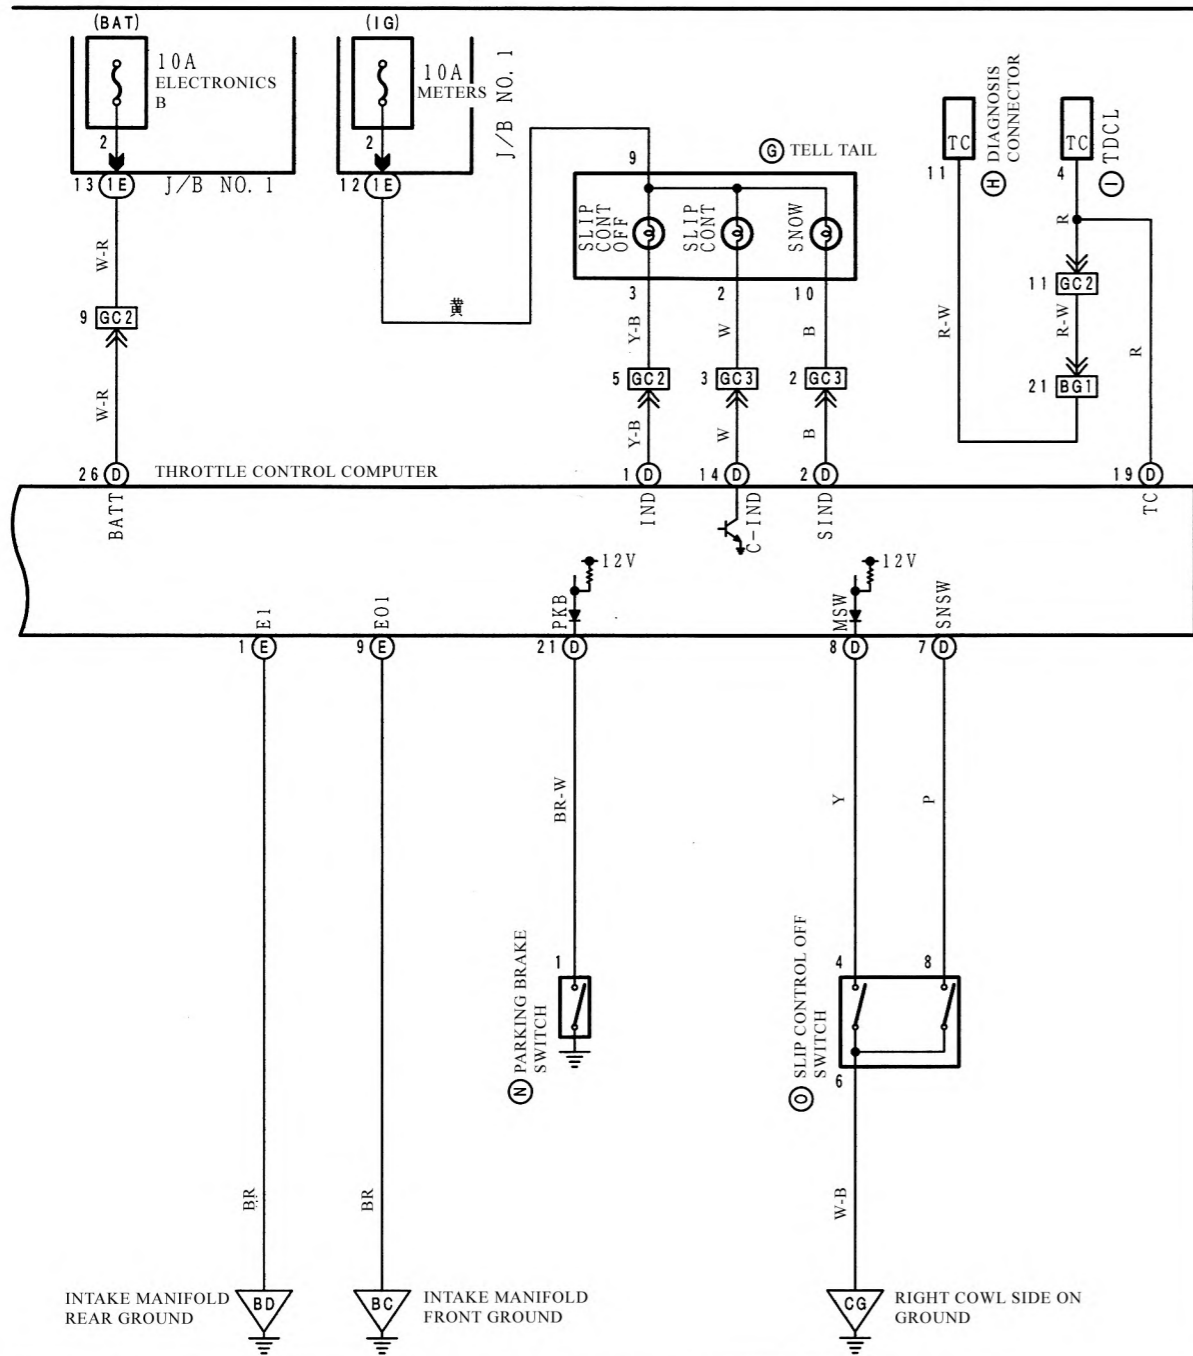 (BAT)
(IG)
10A
ELECTRONICS
B
10A
METERS
2
2
J/B NO. 1
13 1E
J/B NO. 1
12 1E
G TELL TAIL
9
SLIP
CONT
OFF
SLIP
CONT
SNOW
3
2
10
TC
11
H DIAGNOSIS
CONNECTOR
TC
4
I TDCL
R
W-R
9 GC2
W-R
黄
Y-B
W
B
5 GC2
3 GC3
2 GC3
Y-B
W
B
R-W
11 GC2
R-W
21 BG1
R
26 D
THROTTLE CONTROL COMPUTER
1 D
14 D
2 D
19 D
BATT
IND
C-IND
SIND
TC
12V
12V
E1
E01
PKB
MSW
SNSW
1 E
9 E
21 D
8 D
7 D
BR-W
Y
P
1
N PARKING BRAKE
SWITCH
4
8
O SLIP CONTROL OFF
SWITCH
6
BR
BR
W-B
INTAKE MANIFOLD
REAR GROUND
BD
BC
INTAKE MANIFOLD
FRONT GROUND
CG
RIGHT COWL SIDE ON
GROUND